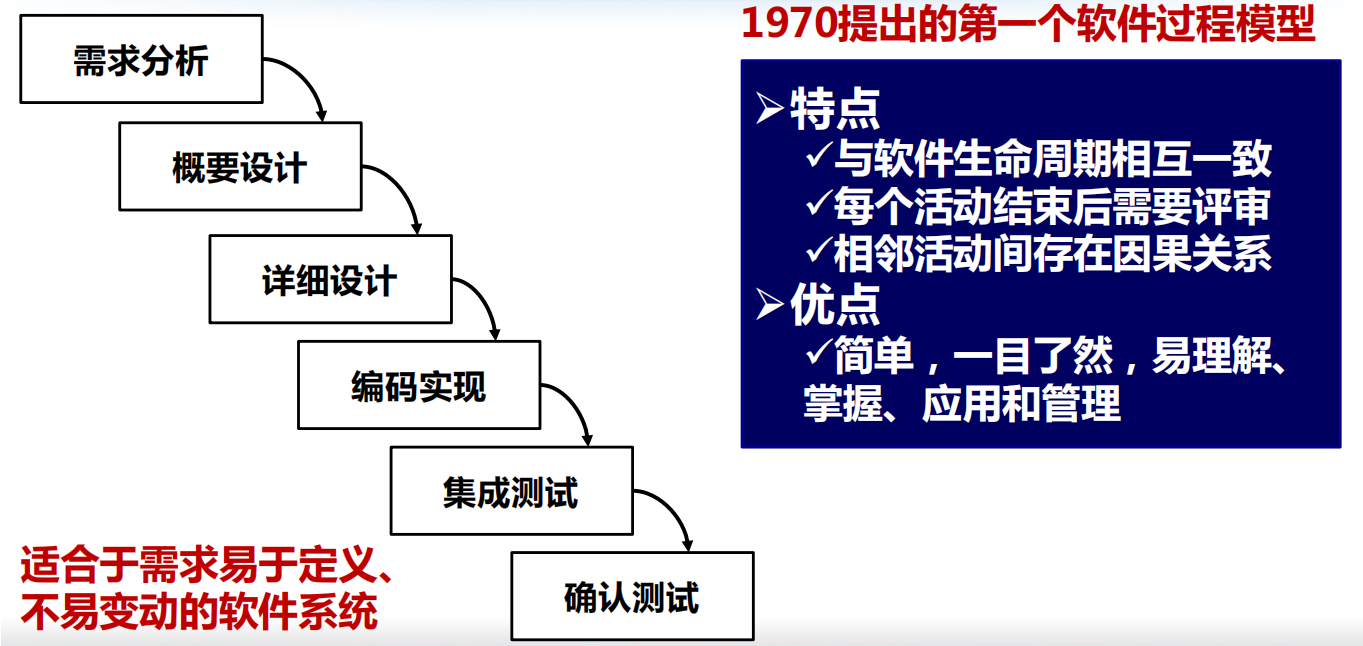 需求分析
概要设计
详细设计
编码实现
集成测试
确认测试
适合于需求易于定义、
不易变动的软件系统
1970提出的第一个软件过程模型
➢特点
✓与软件生命周期相互一致
✓每个活动结束后需要评审
✓相邻活动间存在因果关系
➢优点
✓简单，一目了然，易理解、
掌握、应用和管理